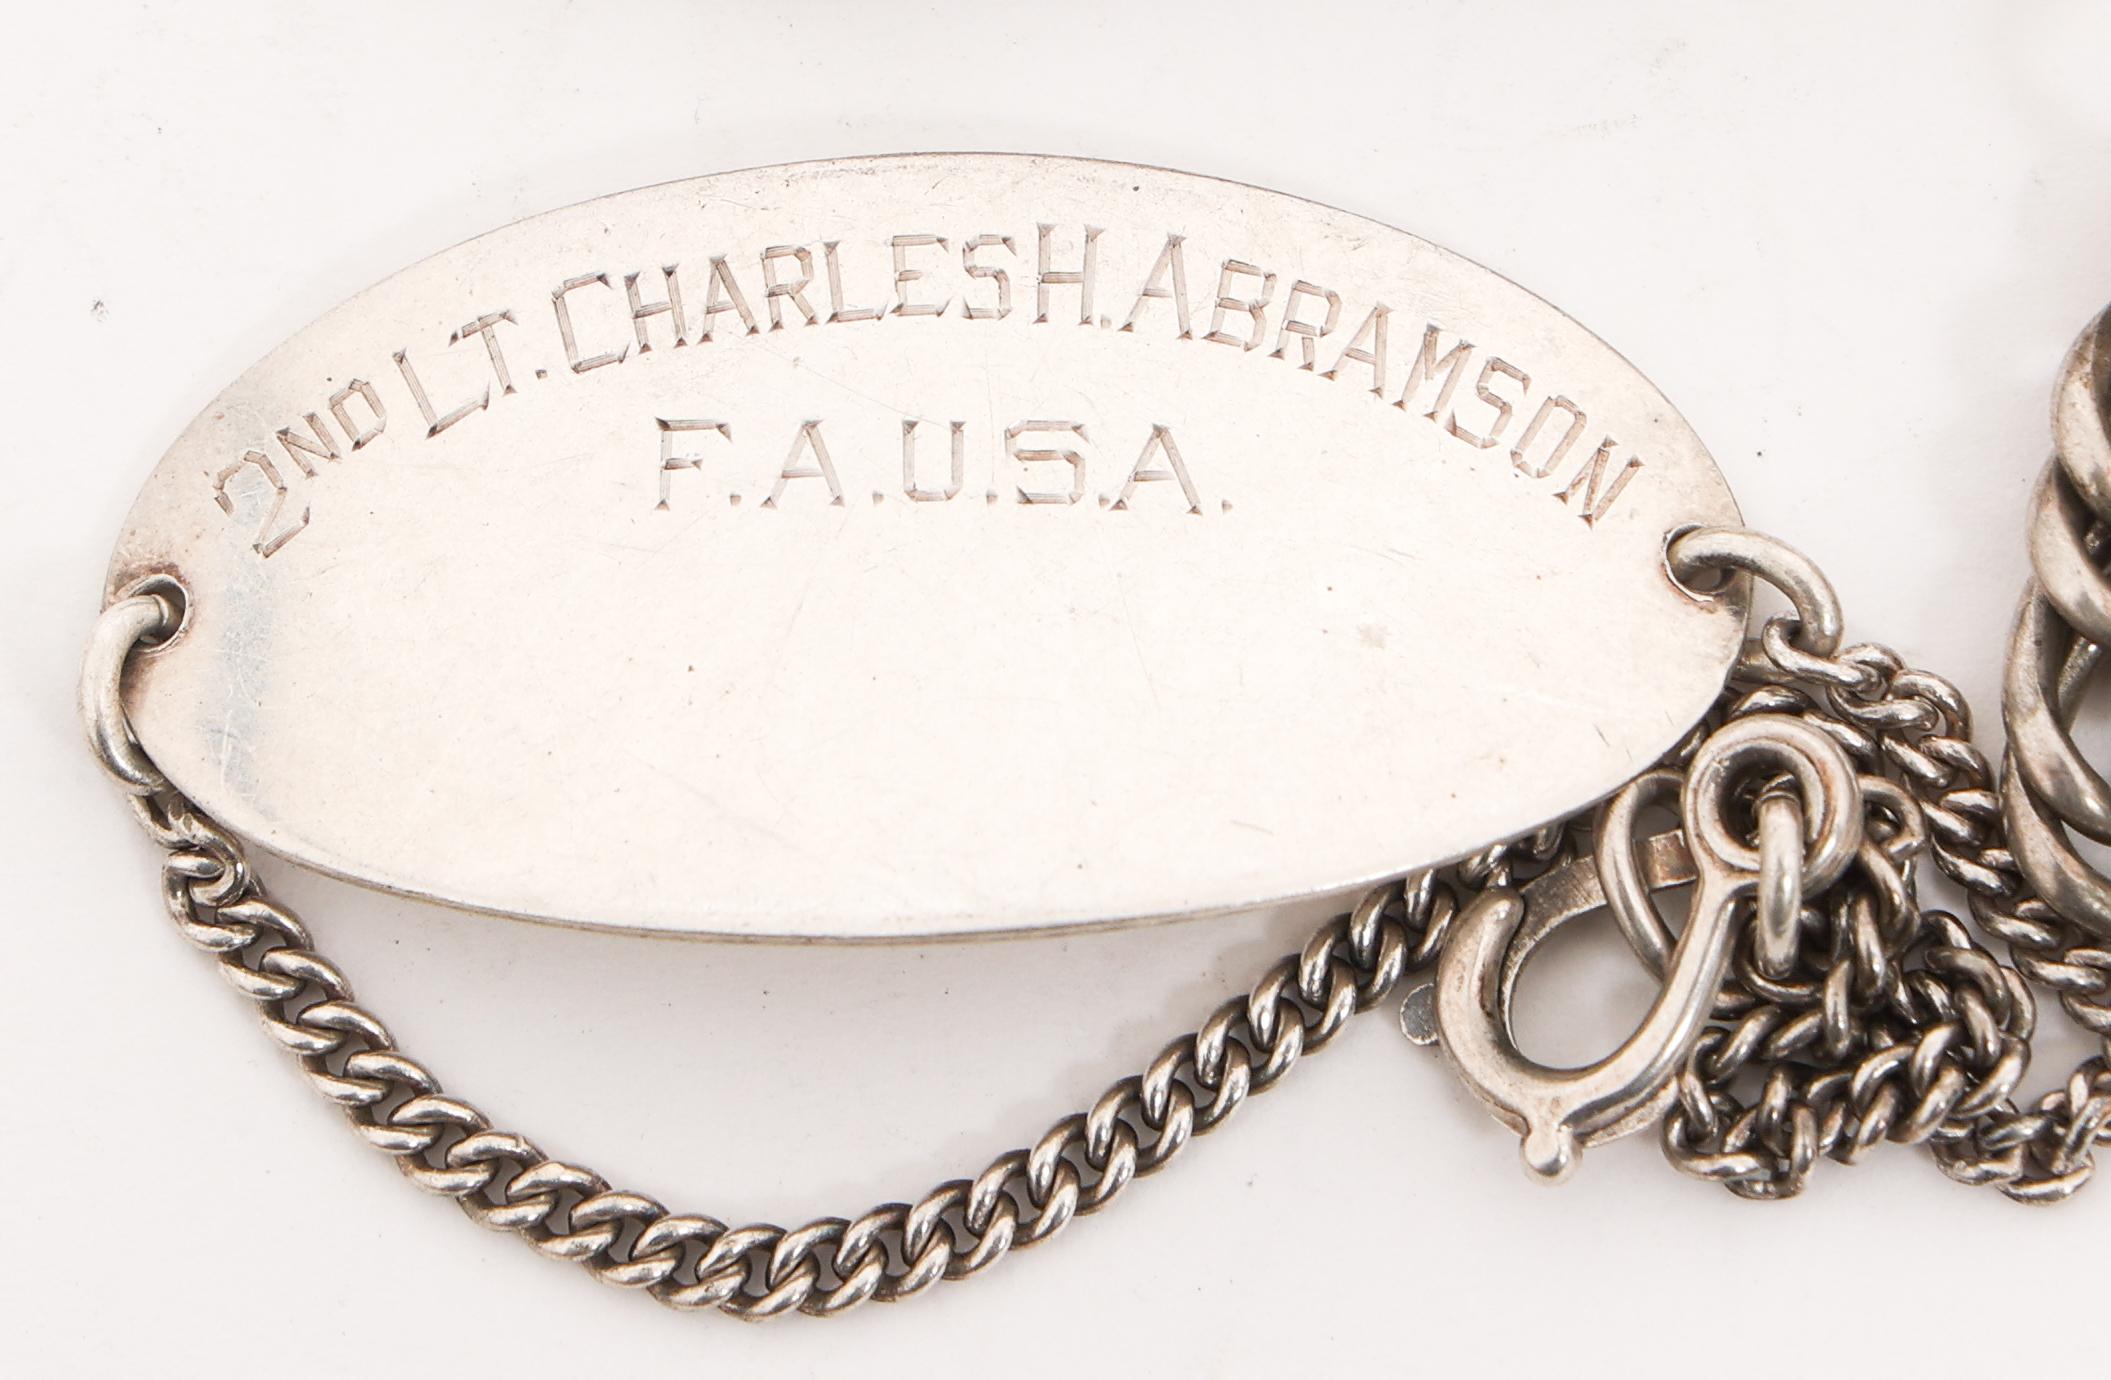 2ND LT. CHARLES H. ABRAMSON
F.A.U.S.A.